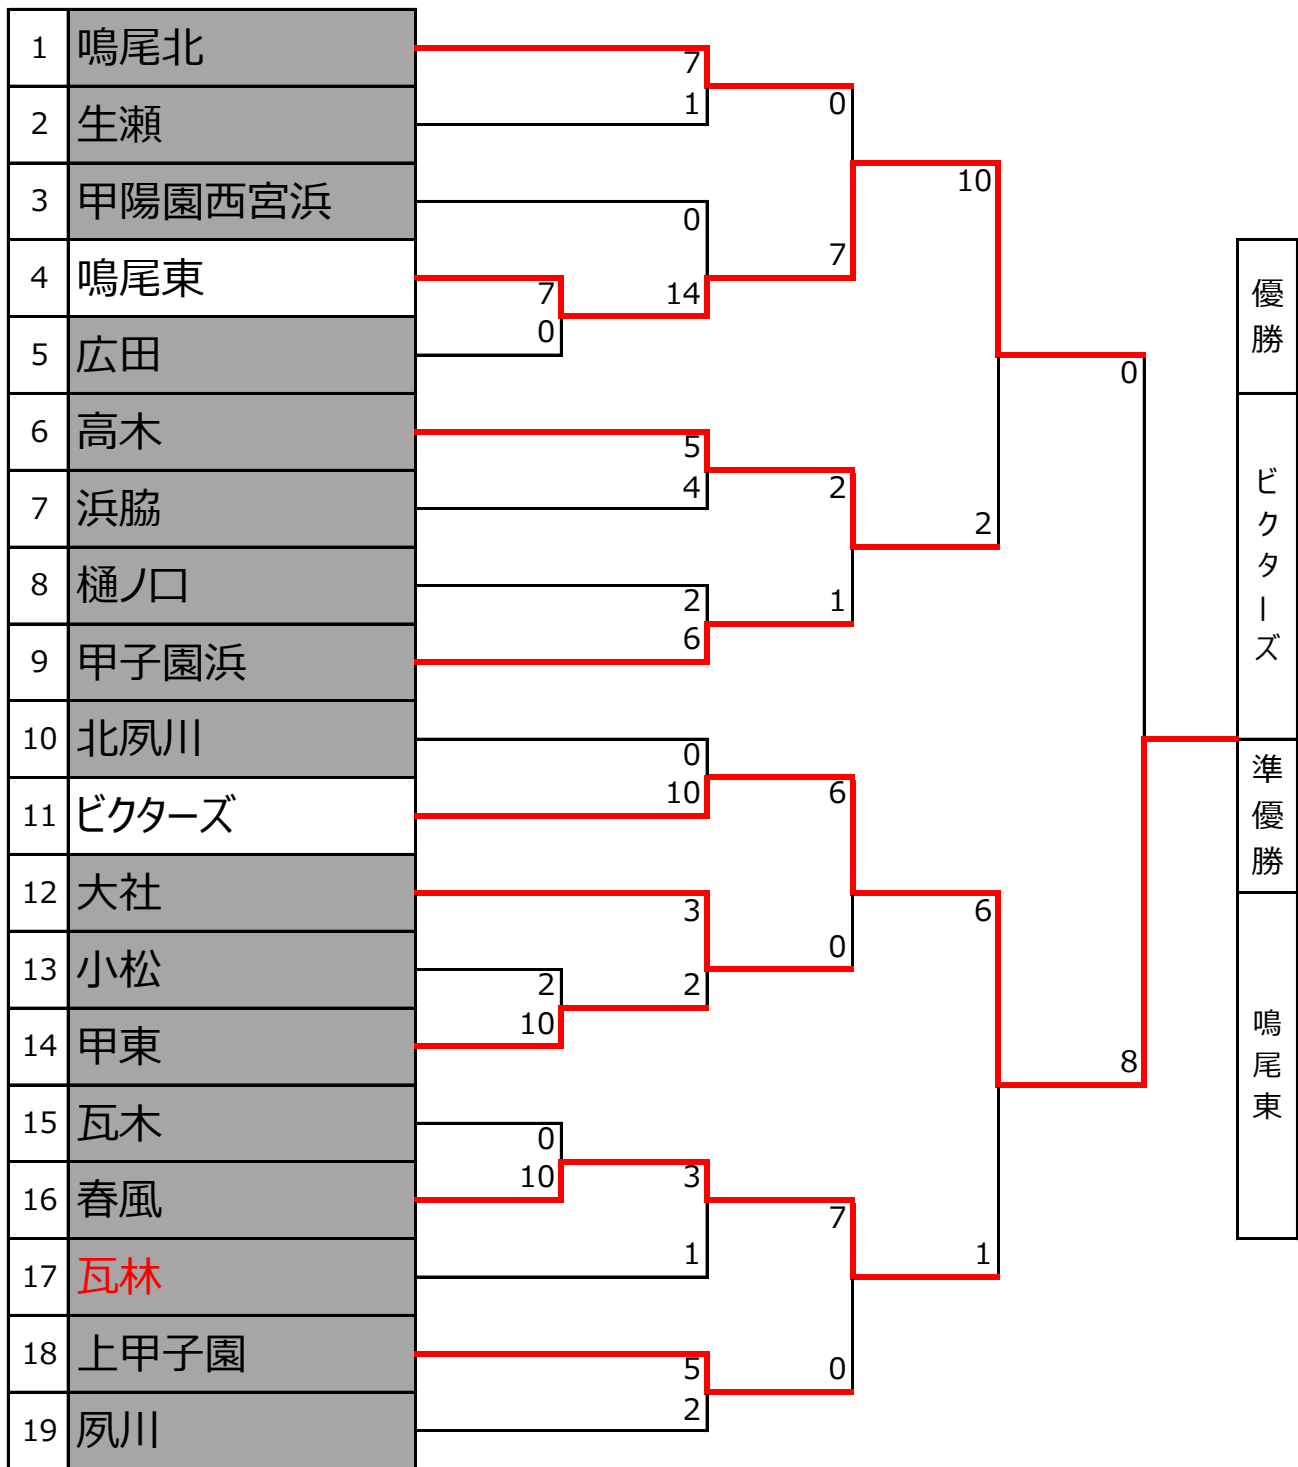 1 鳴尾北
2 生瀬
3 甲陽園西宮浜
4 鳴尾東
5 広田
6 高木
7 浜脇
8 樋ノ口
9 甲子園浜
10 北夙川
11 ビクターズ
12 大社
13 小松
14 甲東
15 瓦木
16 春風
17 瓦林
18 上甲子園
19 夙川
7
0
2
10
0
10
7
1
0
14
5
4
2
6
0
10
3
2
3
1
5
2
0
7
2
1
6
0
7
0
10
2
6
1
0
8
優勝
ビクターズ
準優勝
鳴尾東